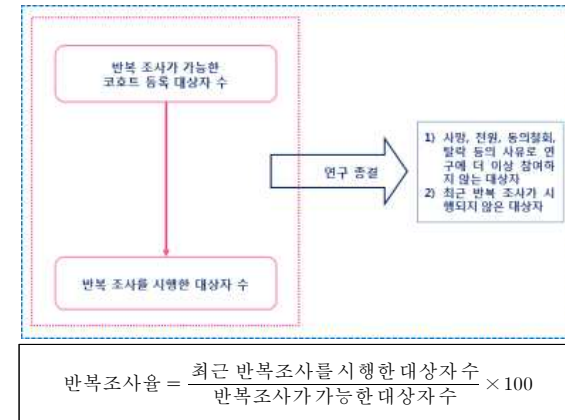 반복 조사가 가능한
코호트 등록 대상자 수
연구 종결
1) 사망, 전원, 동의철회,
탈락 등의 사유로 연
구에 더 이상 참여하
지 않는 대상자
2) 최근 반복 조사가 시
행되지 않은 대상자
반복 조사를 시행한 대상자 수
반복조사율 = 최근 반복조사를 시행한 대상자 수 / 반복조사가 가능한 대상자 수 × 100